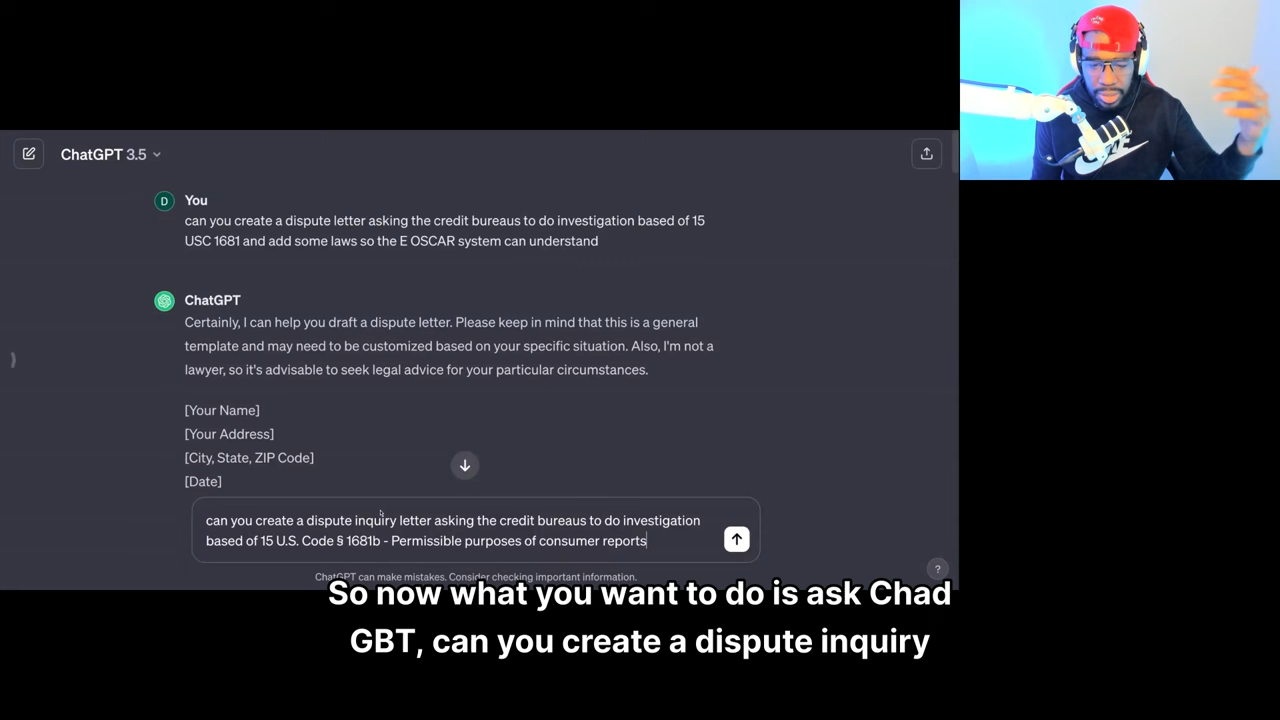 ChatGPT 3.5
D
You
can you create a dispute letter asking the credit bureaus to do investigation based of 15
USC 1681 and add some laws so the E OSCAR system can understand
ChatGPT
Certainly, I can help you draft a dispute letter. Please keep in mind that this is a general
template and may need to be customized based on your specific situation. Also, I'm not a
lawyer, so it's advisable to seek legal advice for your particular circumstances.
[Your Name]
[Your Address]
[City, State, ZIP Code]
[Date]
can you create a dispute inquiry letter asking the credit bureaus to do investigation
based of 15 U.S. Code § 1681b - Permissible purposes of consumer reports
ChatGPT can make mistakes. Consider checking important information.
?
So now what you want to do is ask Chad
GBT, can you create a dispute inquiry